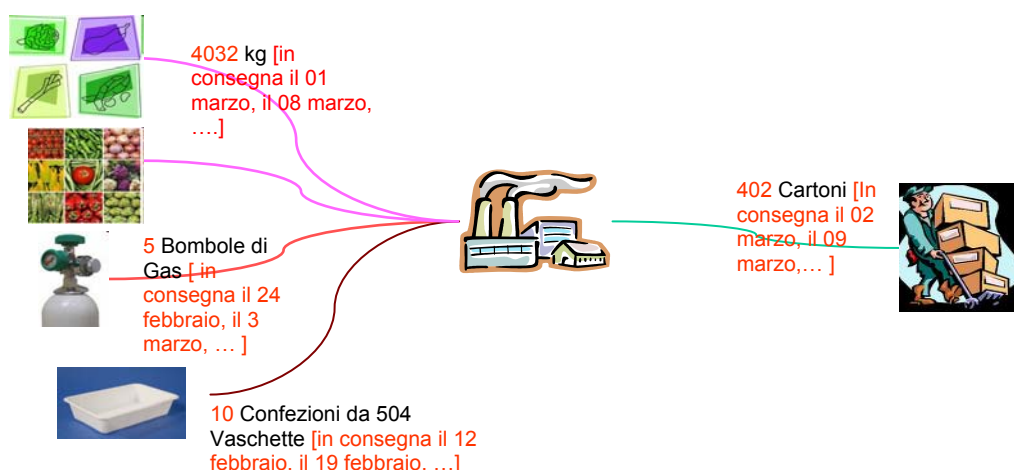 4032 kg [in
consegna il 01
marzo, il 08 marzo,
….]
402 Cartoni [In
consegna il 02
marzo, il 09
marzo,… ]
5 Bombole di
Gas [ in
consegna il 24
febbraio, il 3
marzo, … ]
10 Confezioni da 504
Vaschette [in consegna il 12
febbraio, il 19 febbraio, …]